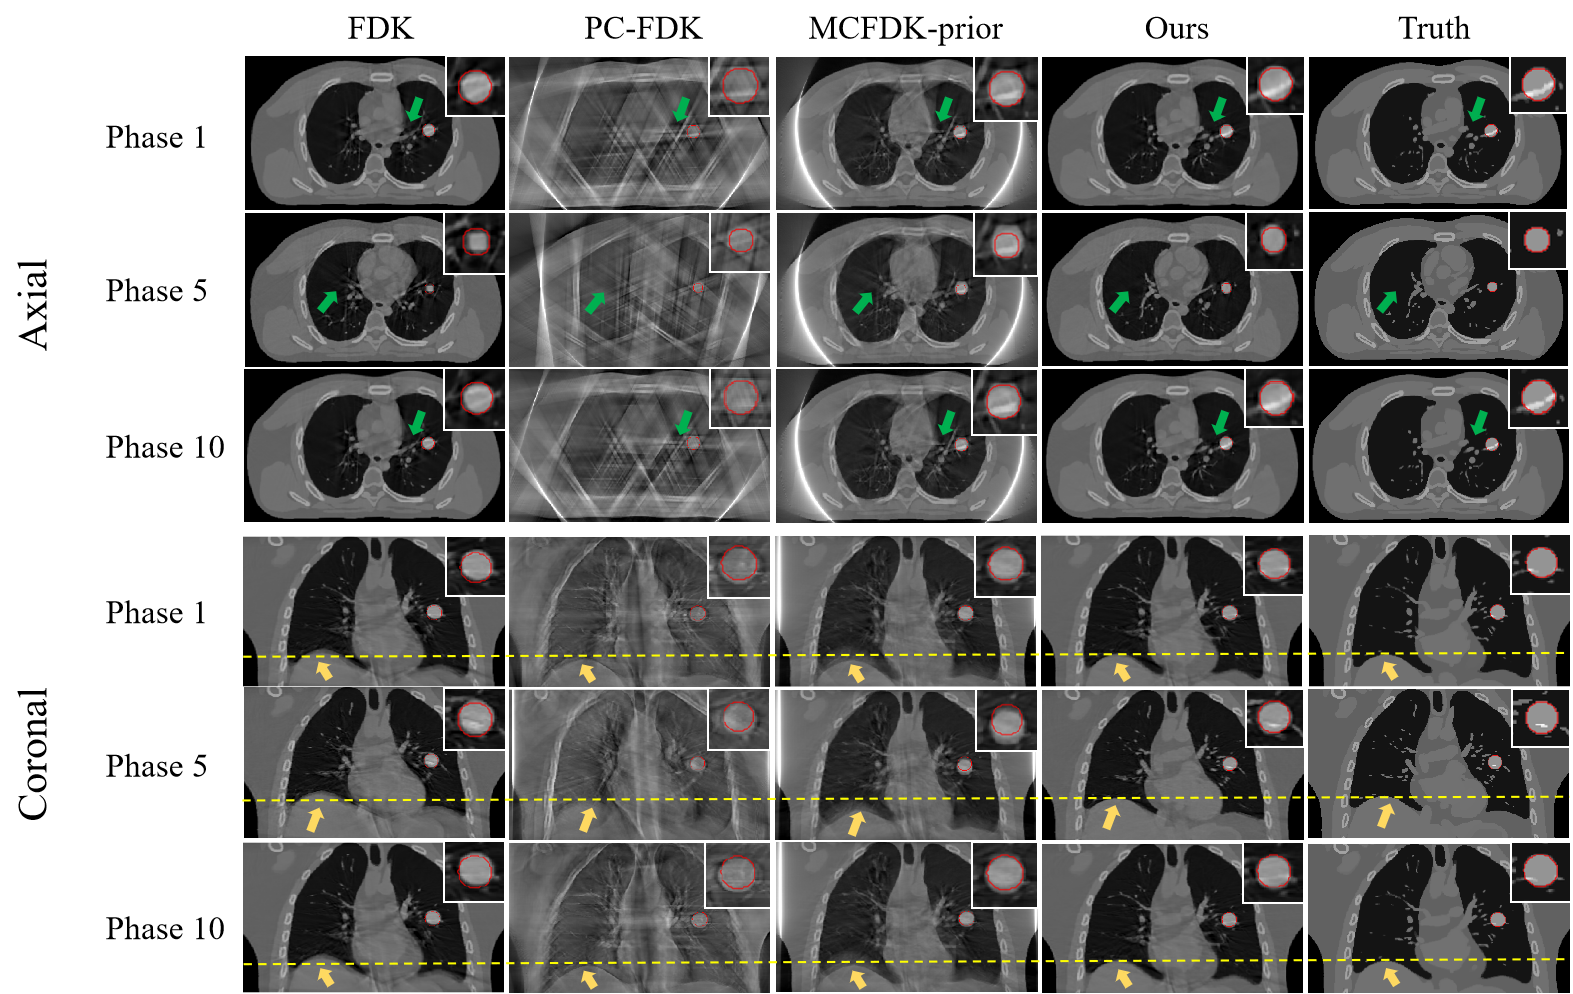 FDK PC-FDK MCFDK-prior Ours Truth
Axial
Phase 1
Phase 5
Phase 10
Coronal
Phase 1
Phase 5
Phase 10